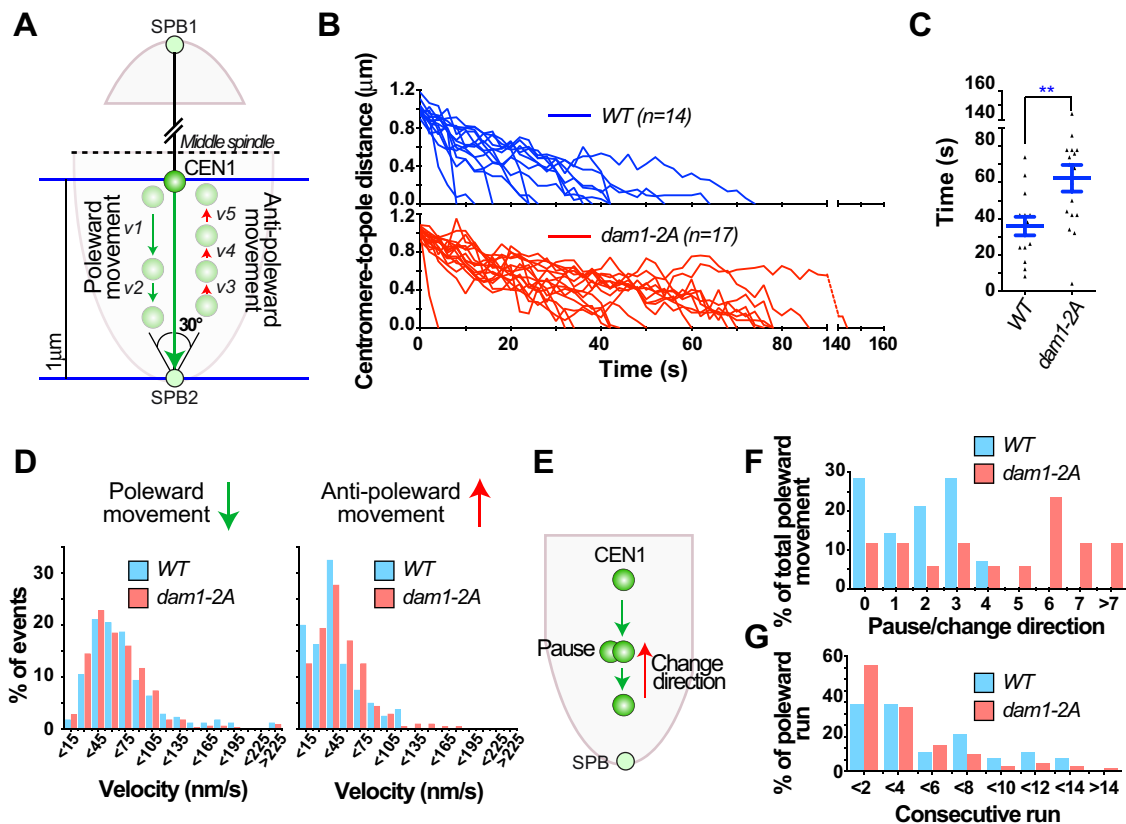 A
SPB1
Middle spindle
CEN1
Poleward movement
v1
v2
v5
v4
v3
Anti-poleward movement
30°
1μm
SPB2
B
Centromere-to-pole distance (μm)
1.2
0.8
0.4
0.0
WT (n=14)
1.2
0.8
0.4
0.0
dam1-2A (n=17)
0 20 40 60 80 140 160
Time (s)
C
Time (s)
160
140
80
60
40
20
0
**
WT
dam1-2A
D
Poleward movement
Anti-poleward movement
% of events
30
20
10
0
WT
dam1-2A
WT
dam1-2A
<15 <45 <75 <105 <135 <165 <195 <225 >225
<15 <45 <75 <105 <135 <165 <195 <225 >225
Velocity (nm/s)
Velocity (nm/s)
E
CEN1
Pause
Change direction
SPB
F
WT
dam1-2A
% of total poleward movement
30
20
10
0
0 1 2 3 4 5 6 7 >7
Pause/change direction
G
% of poleward run
60
40
20
0
WT
dam1-2A
<2 <4 <6 <8 <10 <12 <14 >14
Consecutive run